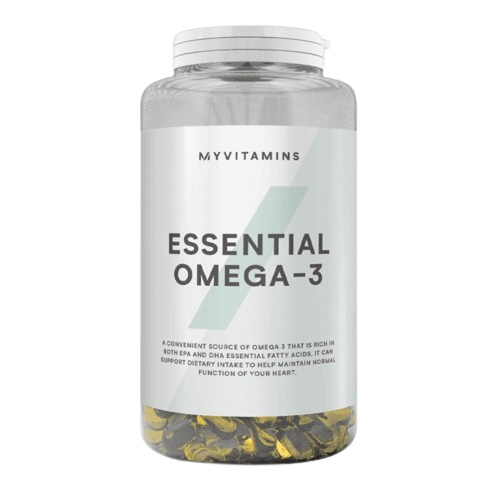 MYVITAMINS
ESSENTIAL
OMEGA-3
A CONVENIENT SOURCE OF OMEGA 3 THAT IS RICH IN
BOTH EPA AND DHA ESSENTIAL FATTY ACIDS. IT CAN
SUPPORT DIETARY INTAKE TO HELP MAINTAIN NORMAL
FUNCTION OF YOUR HEART.